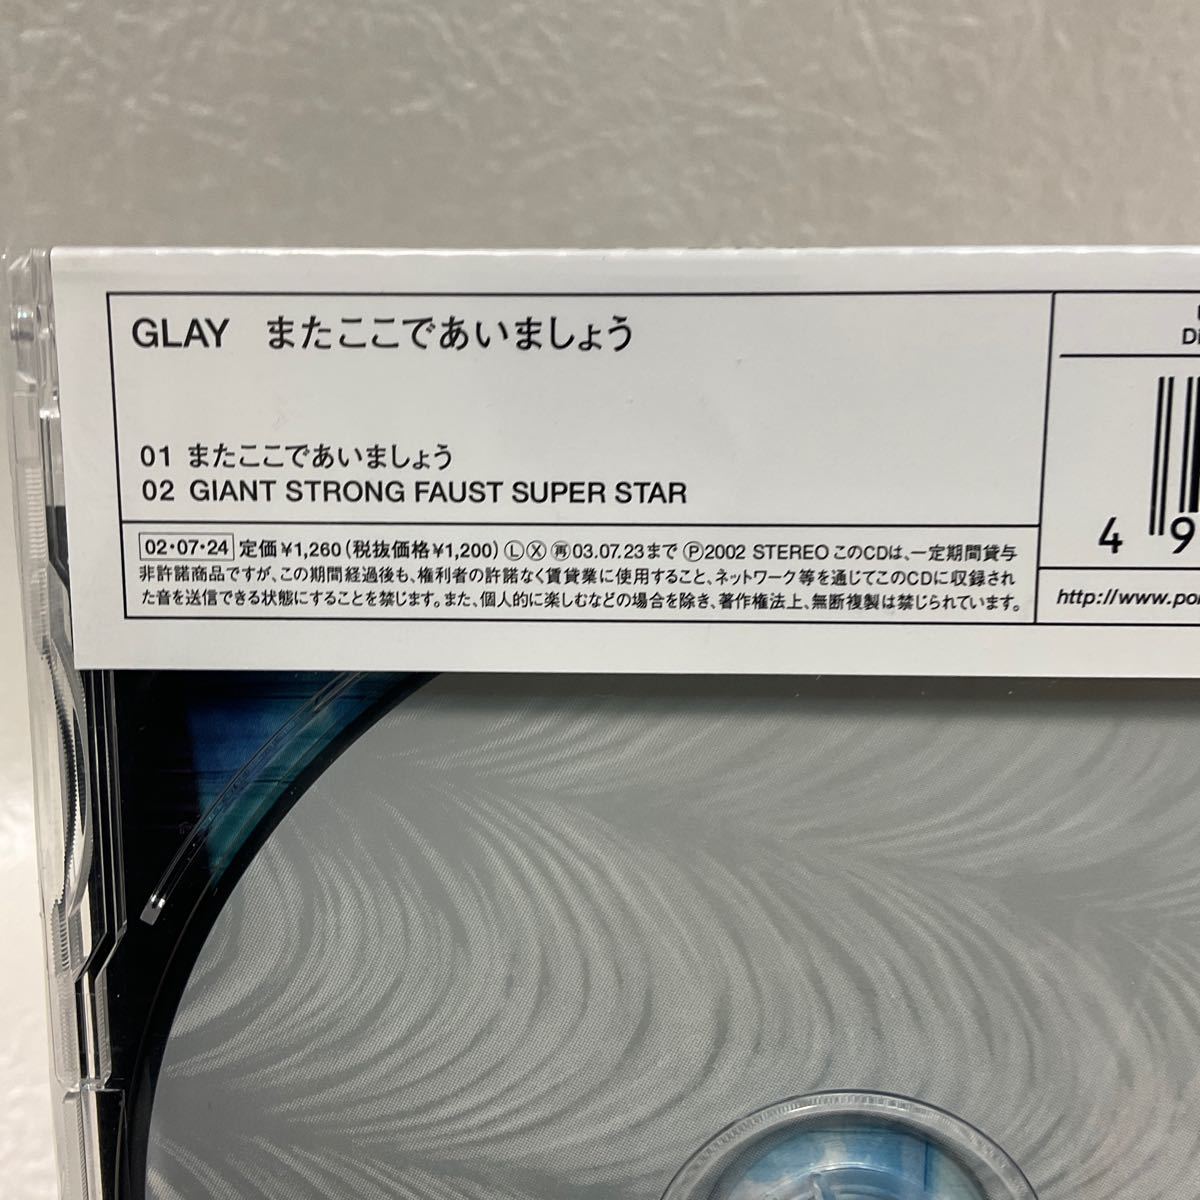 GLAY またここであいましょう
01 またここであいましょう
02 GIANT STRONG FAUST SUPER STAR
02・07・24 定価¥1,260(税抜価格¥1,200) Ⓛ Ⓧ ㊢03.07.23まで Ⓟ2002 STEREO このCDは、一定期間貸与
非許諾商品ですが、この期間経過後も、権利者の許諾なく賃貸業に使用すること、ネットワーク等を通じてこのCDに収録され
た音を送信できる状態にすることを禁じます。また、個人的に楽しむなどの場合を除き、著作権法上、無断複製は禁じられています。
4 9
http://www.po